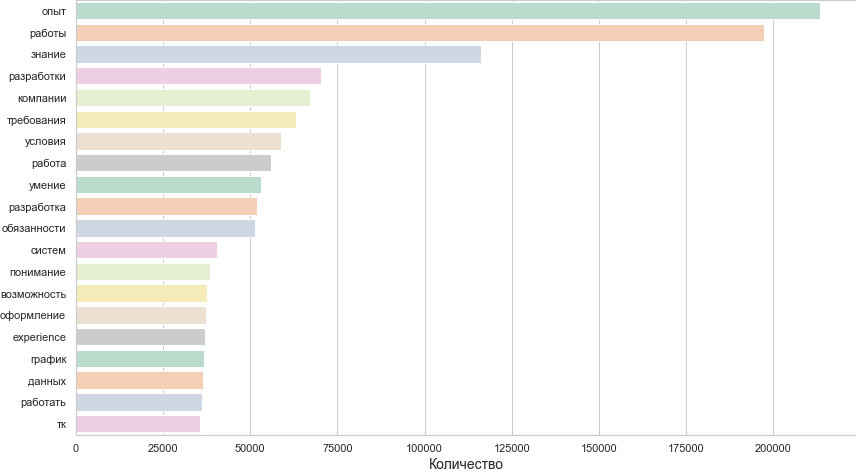 опыт
работы
знание
разработки
компании
требования
условия
работа
умение
разработка
обязанности
систем
понимание
возможность
оформление
experience
график
данных
работать
тк
0 25000 50000 75000 100000 125000 150000 175000 200000
Количество